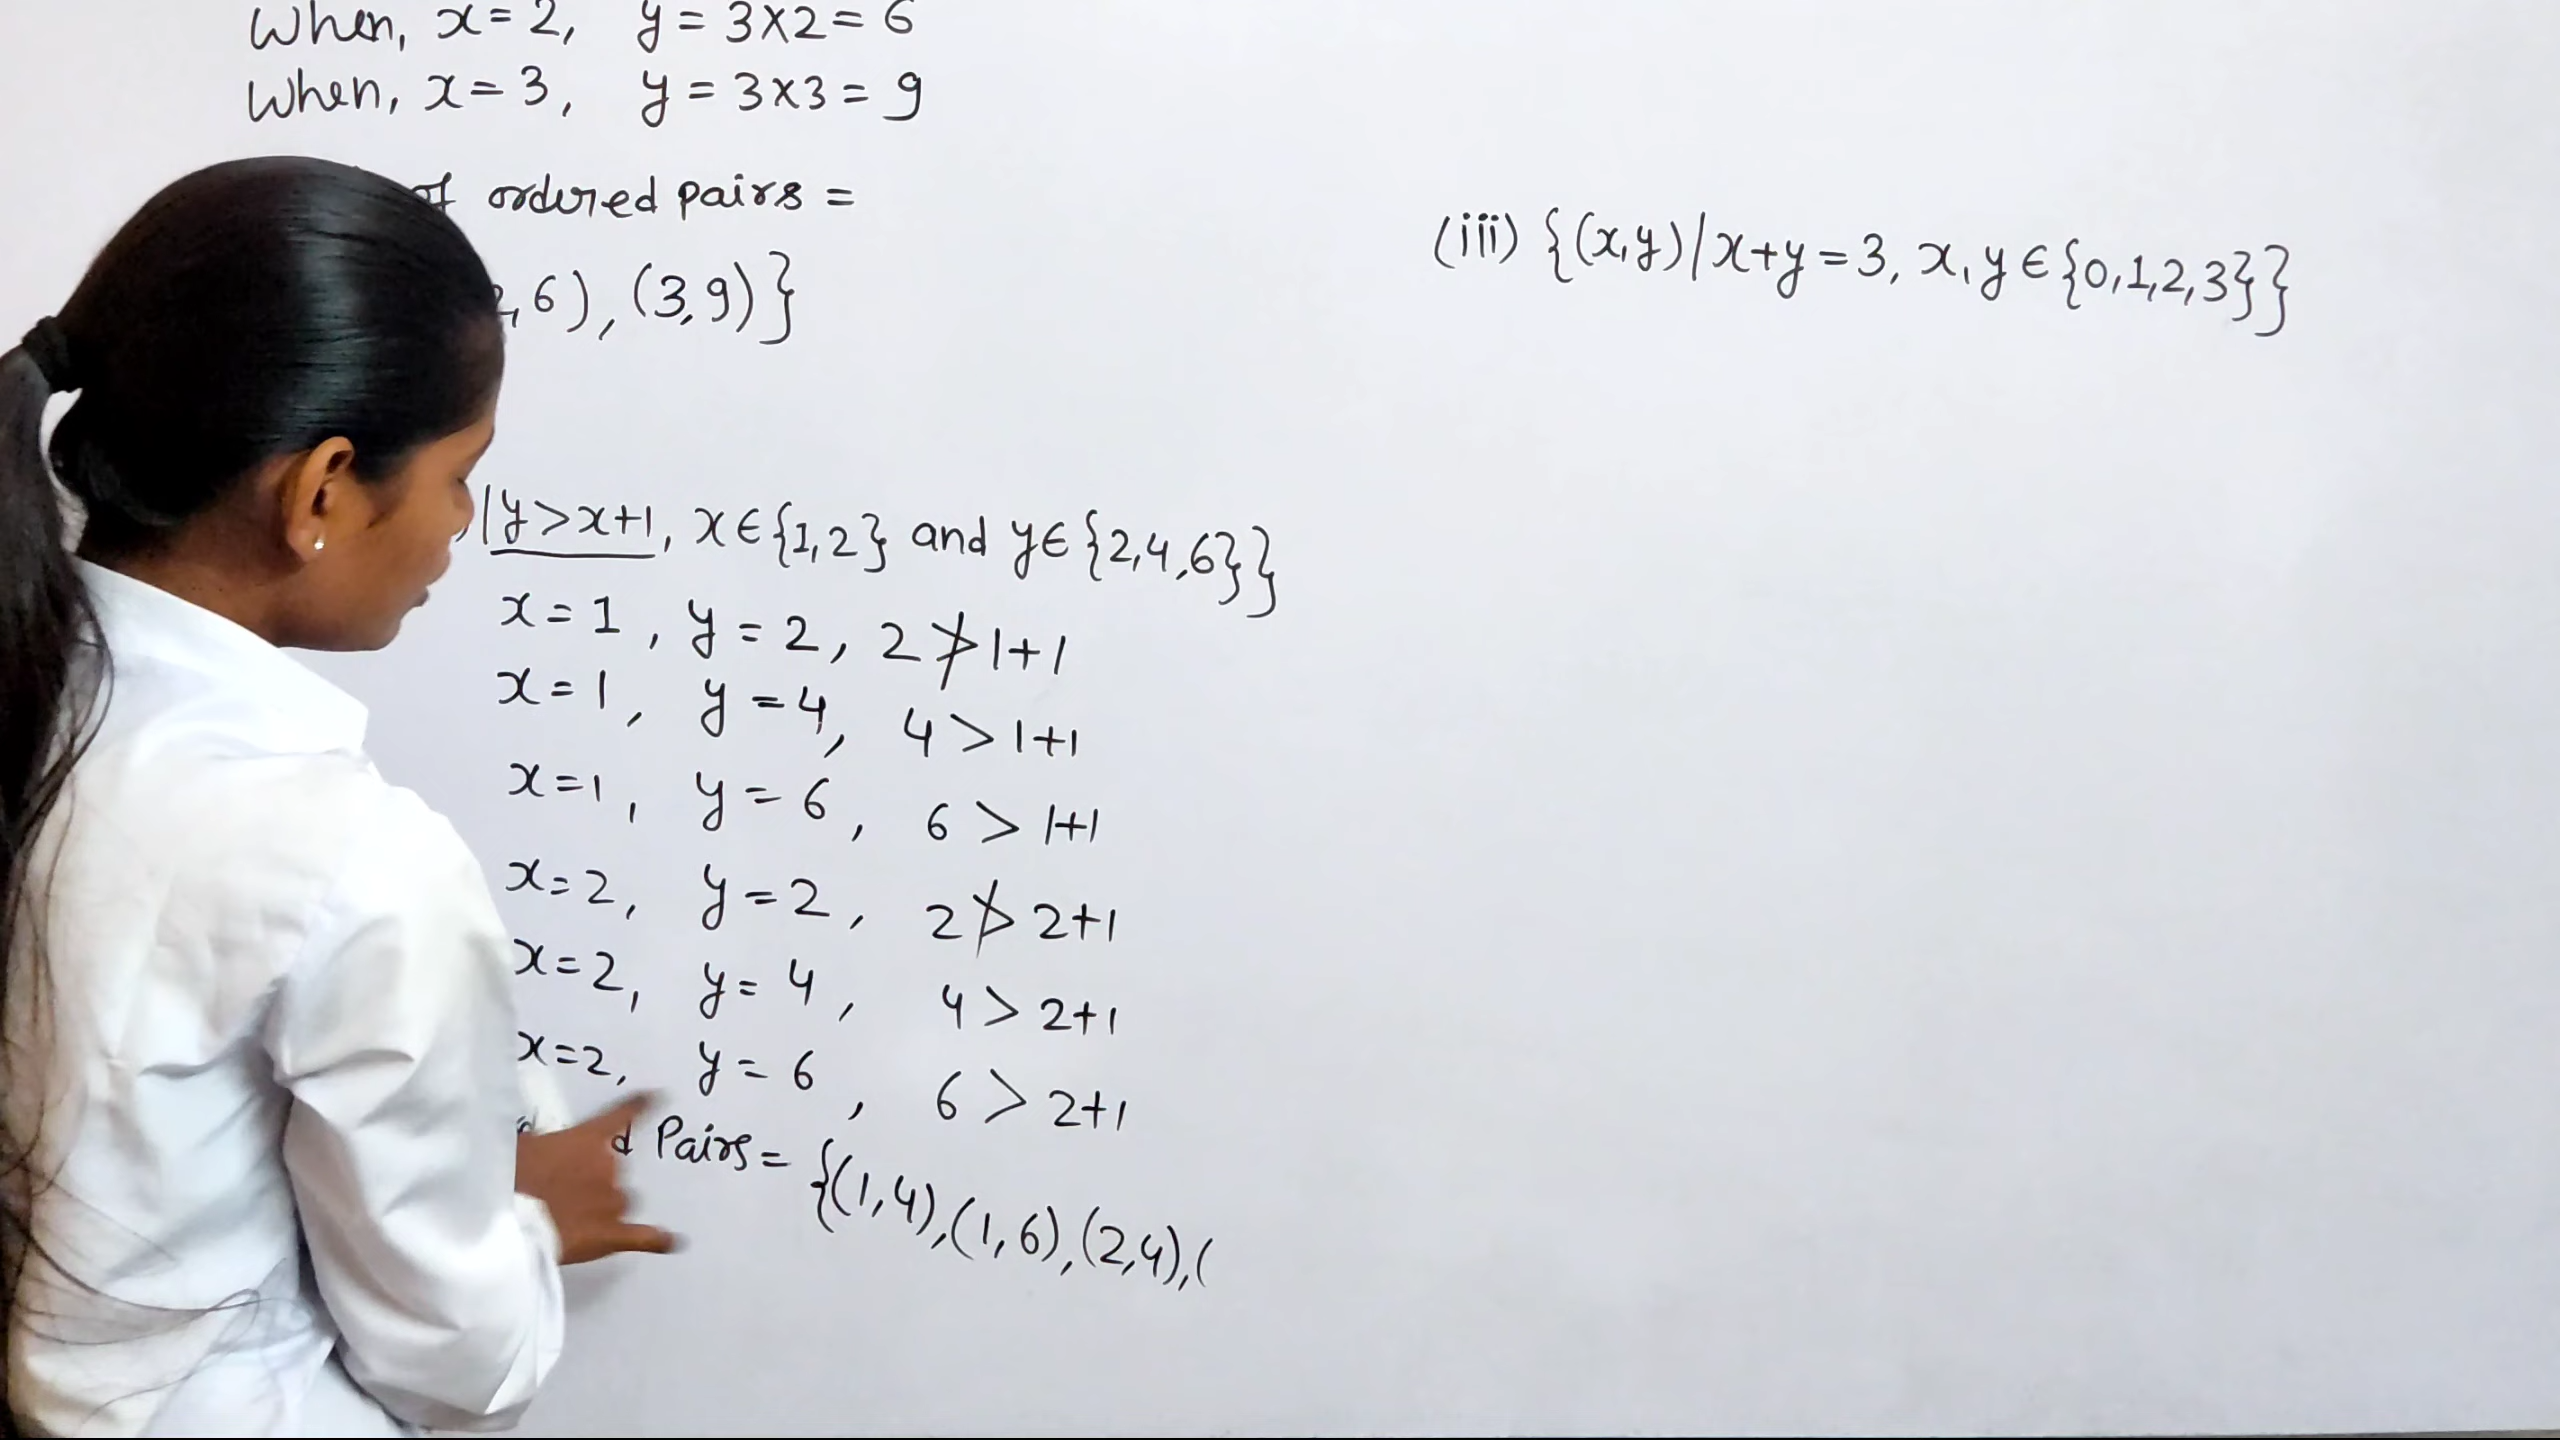 When, x=2, y = 3×2 = 6
When, x=3, y = 3×3 = 9
of ordered pairs =
,6), (3,9)}
)|y>x+1, x∈{1,2} and y∈{2,4,6}}
x=1, y=2, 2≯1+1
x=1, y=4, 4>1+1
x=1, y=6, 6>1+1
x=2, y=2, 2≯2+1
x=2, y=4, 4>2+1
x=2, y=6, 6>2+1
d Pairs = {(1,4),(1,6),(2,4),(
(iii) {(x,y)|x+y=3, x,y∈{0,1,2,3}}